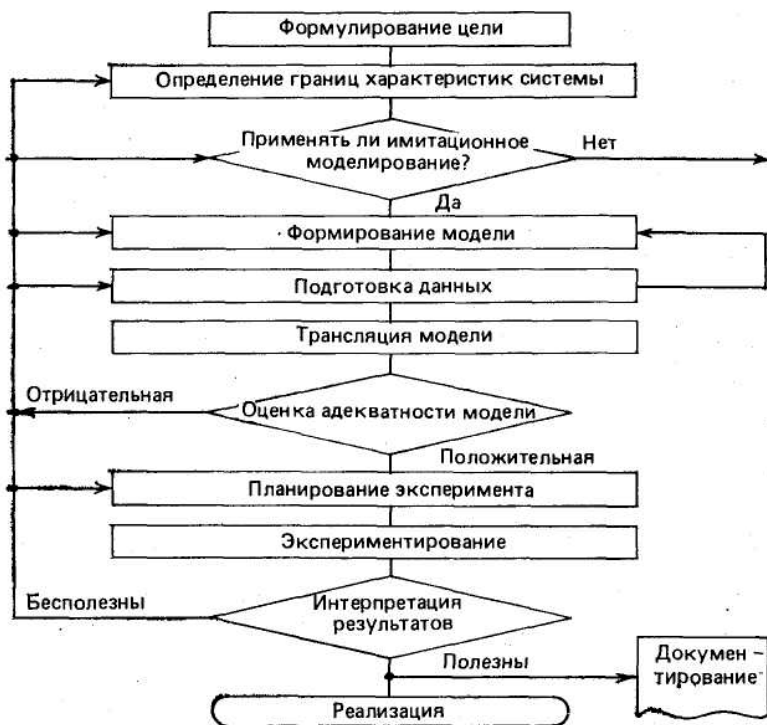 Формулирование цели
Определение границ характеристик системы
Применять ли имитационное
моделирование?
Нет
Да
Формирование модели
Подготовка данных
Трансляция модели
Отрицательная
Оценка адекватности модели
Положительная
Планирование эксперимента
Экспериментирование
Бесполезны
Интерпретация
результатов
Полезны
Докумен –
тирование
Реализация